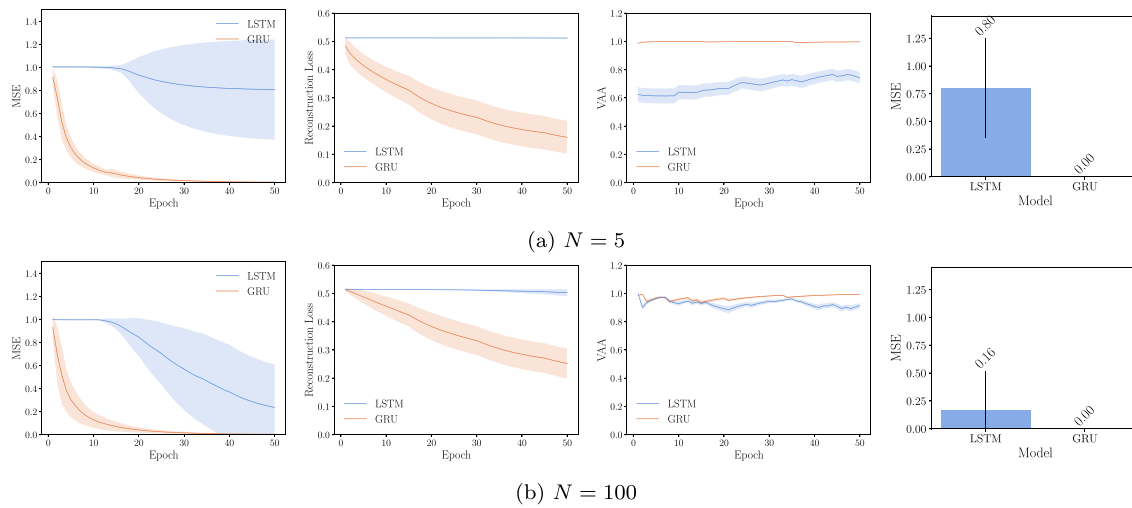 MSE
1.4
1.2
1.0
0.8
0.6
0.4
0.2
0.0
0 10 20 30 40 50
Epoch
LSTM
GRU
Reconstruction Loss
0.6
0.5
0.4
0.3
0.2
0.1
0.0
0 10 20 30 40 50
Epoch
LSTM
GRU
VAA
1.2
1.0
0.8
0.6
0.4
0.2
0.0
0 10 20 30 40 50
Epoch
LSTM
GRU
MSE
1.25
1.00
0.75
0.50
0.25
0.00
0.80
0.00
LSTM GRU
Model
(a) N = 5
MSE
1.4
1.2
1.0
0.8
0.6
0.4
0.2
0.0
0 10 20 30 40 50
Epoch
LSTM
GRU
Reconstruction Loss
0.6
0.5
0.4
0.3
0.2
0.1
0.0
0 10 20 30 40 50
Epoch
LSTM
GRU
VAA
1.2
1.0
0.8
0.6
0.4
0.2
0.0
0 10 20 30 40 50
Epoch
LSTM
GRU
MSE
1.25
1.00
0.75
0.50
0.25
0.00
0.16
0.00
LSTM GRU
Model
(b) N = 100